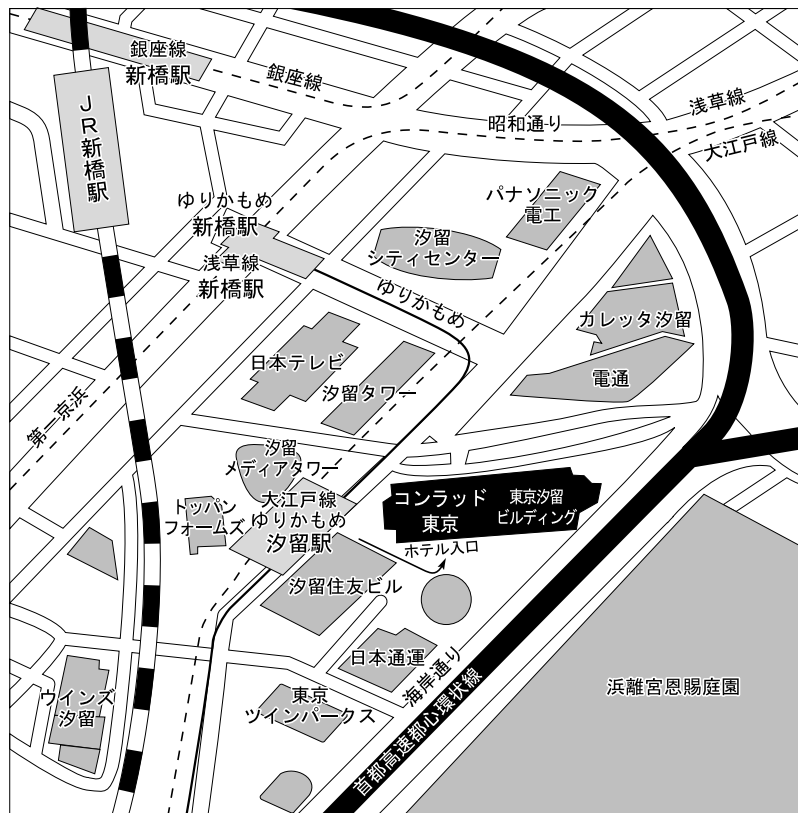 銀座線
新橋駅
銀座線
JR新橋駅
昭和通り
浅草線
大江戸線
パナソニック
電工
ゆりかもめ
新橋駅
汐留
シティセンター
浅草線
新橋駅
ゆりかもめ
カレッタ汐留
日本テレビ
汐留タワー
電通
第一京浜
汐留
メディアタワー
大江戸線
ゆりかもめ
汐留駅
トッパン
フォームズ
コンラッド
東京
東京汐留
ビルディング
ホテル入口
汐留住友ビル
日本通運
海岸通り
首都高速都心環状線
浜離宮恩賜庭園
ウインズ
汐留
東京
ツインパークス